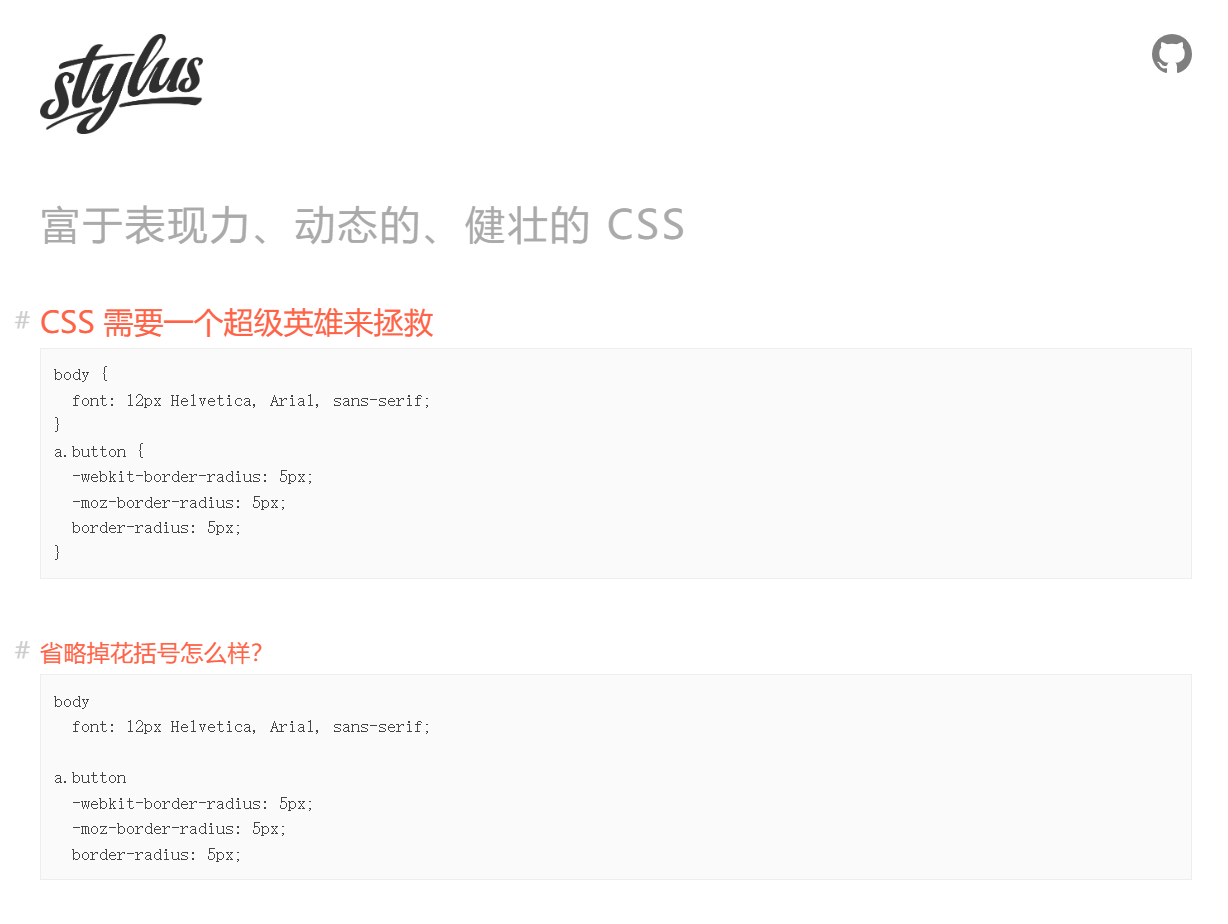 stylus
富于表现力、动态的、健壮的 CSS
# CSS 需要一个超级英雄来拯救
body {
  font: 12px Helvetica, Arial, sans-serif;
}
a.button {
  -webkit-border-radius: 5px;
  -moz-border-radius: 5px;
  border-radius: 5px;
}
# 省略掉花括号怎么样?
body
  font: 12px Helvetica, Arial, sans-serif;
a.button
  -webkit-border-radius: 5px;
  -moz-border-radius: 5px;
  border-radius: 5px;